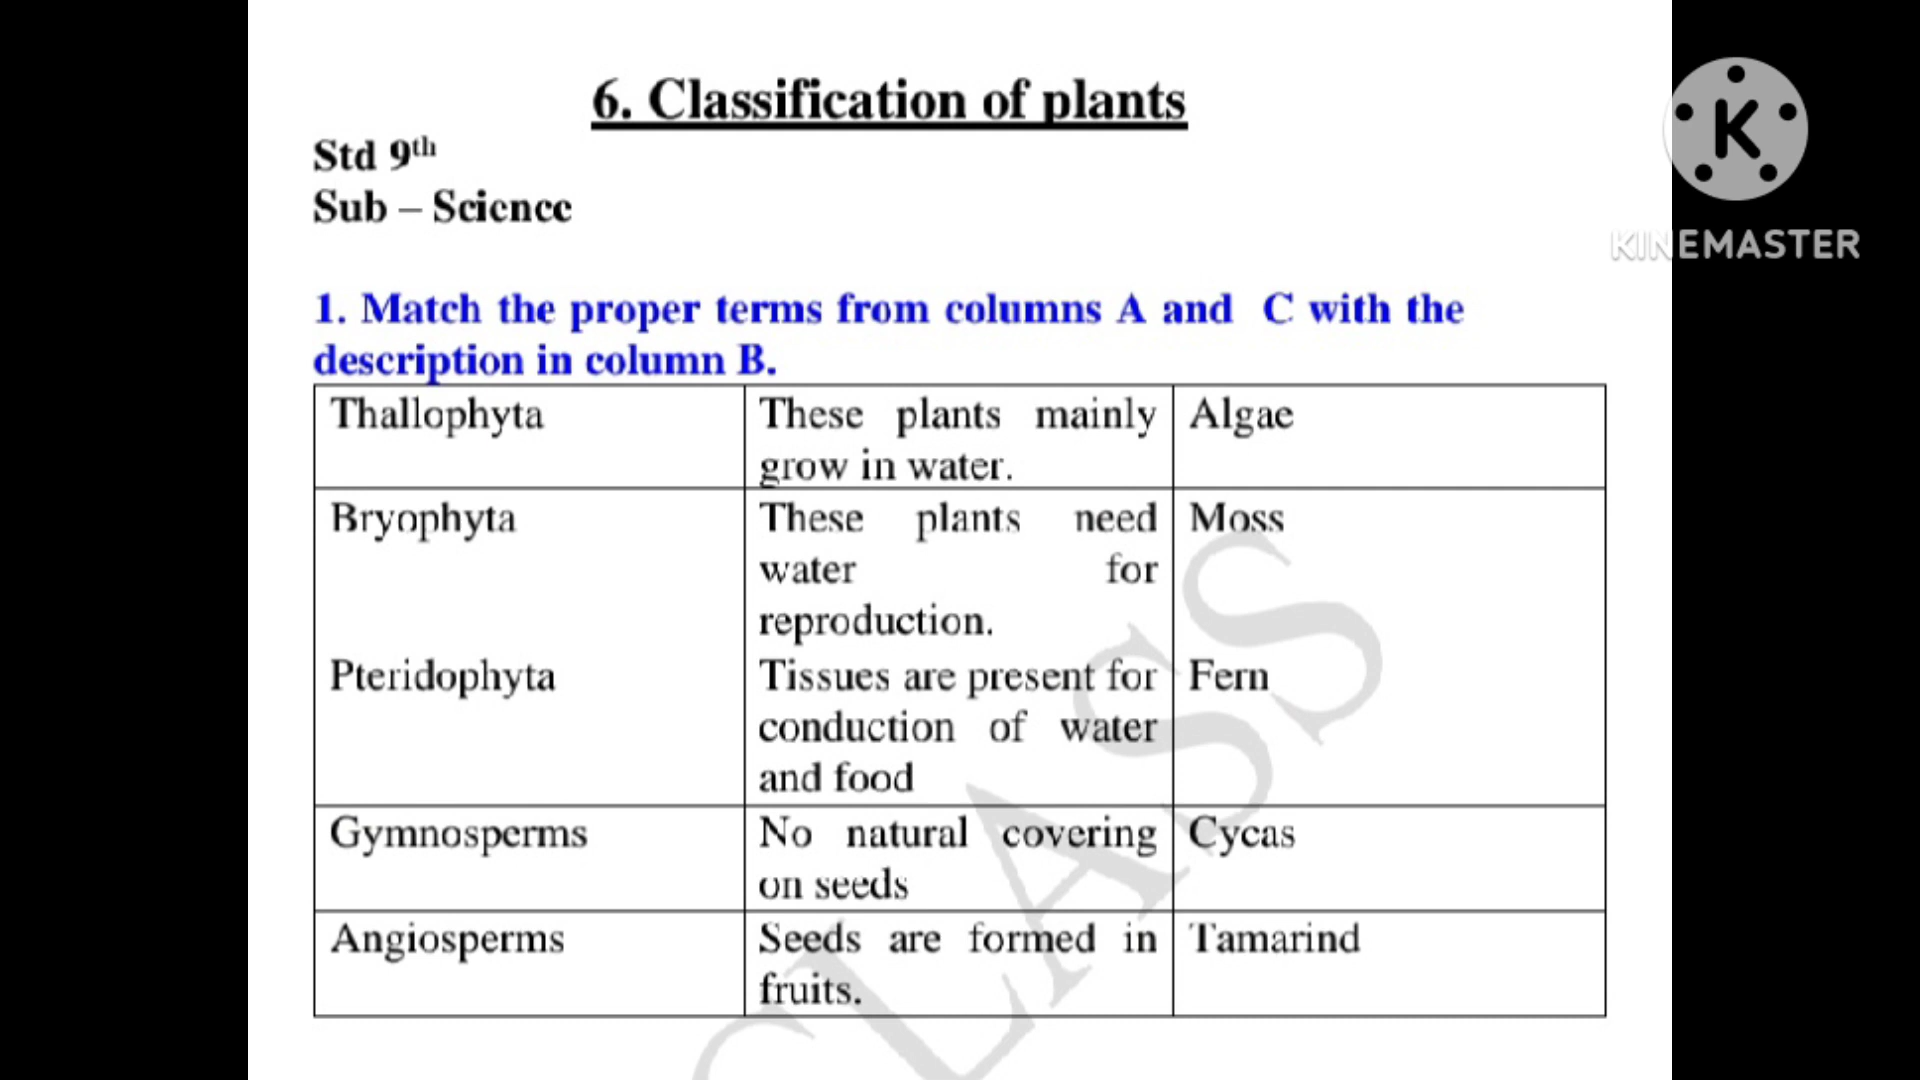 6. Classification of plants
K
KINEMASTER
Std 9th
Sub – Science
1. Match the proper terms from columns A and C with the
description in column B.
Thallophyta
These plants mainly
grow in water.
Algae
Bryophyta
These plants need
water for
reproduction.
Moss
Pteridophyta
Tissues are present for
conduction of water
and food
Fern
Gymnosperms
No natural covering
on seeds
Cycas
Angiosperms
Seeds are formed in
fruits.
Tamarind
CLASS